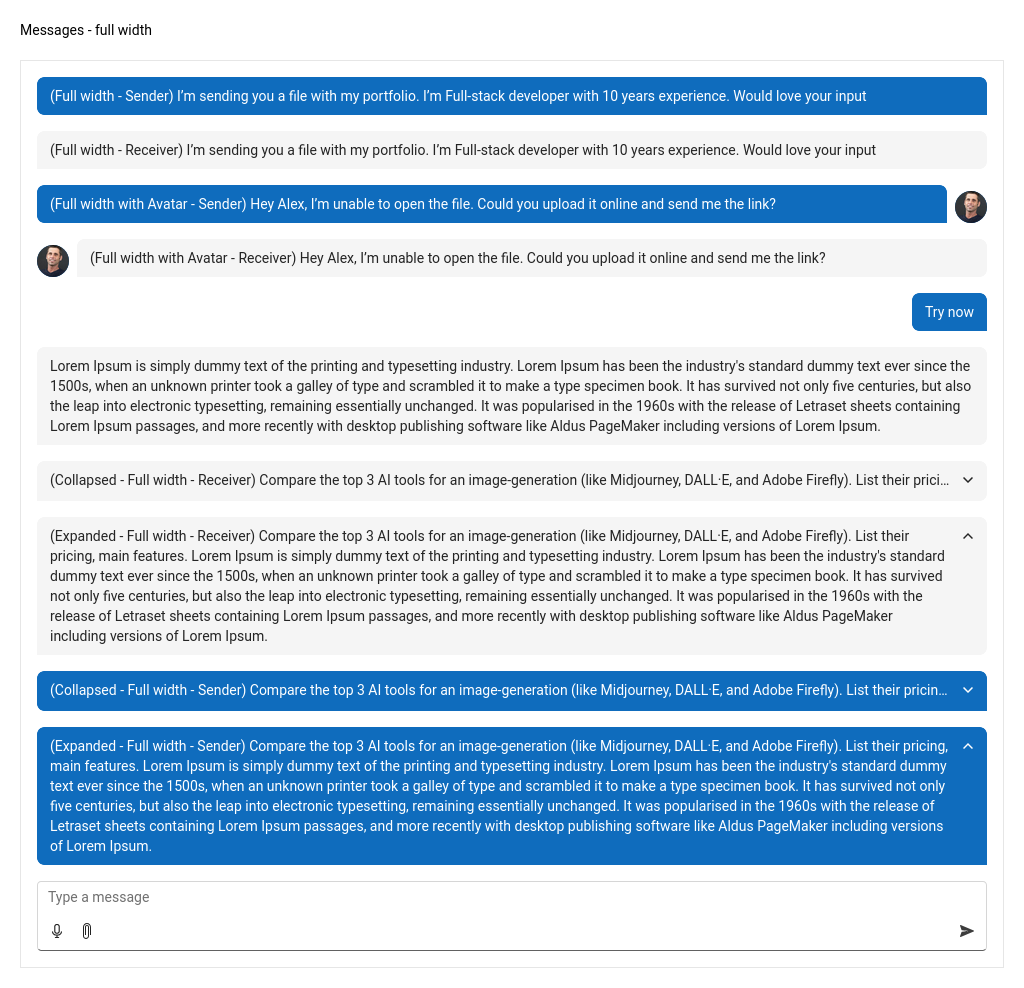 Messages - full width
(Full width - Sender) I’m sending you a file with my portfolio. I’m Full-stack developer with 10 years experience. Would love your input
(Full width - Receiver) I’m sending you a file with my portfolio. I’m Full-stack developer with 10 years experience. Would love your input
(Full width with Avatar - Sender) Hey Alex, I’m unable to open the file. Could you upload it online and send me the link?
(Full width with Avatar - Receiver) Hey Alex, I’m unable to open the file. Could you upload it online and send me the link?
Try now
Lorem Ipsum is simply dummy text of the printing and typesetting industry. Lorem Ipsum has been the industry's standard dummy text ever since the
1500s, when an unknown printer took a galley of type and scrambled it to make a type specimen book. It has survived not only five centuries, but also
the leap into electronic typesetting, remaining essentially unchanged. It was popularised in the 1960s with the release of Letraset sheets containing
Lorem Ipsum passages, and more recently with desktop publishing software like Aldus PageMaker including versions of Lorem Ipsum.
(Collapsed - Full width - Receiver) Compare the top 3 AI tools for an image-generation (like Midjourney, DALL·E, and Adobe Firefly). List their prici...
(Expanded - Full width - Receiver) Compare the top 3 AI tools for an image-generation (like Midjourney, DALL·E, and Adobe Firefly). List their
pricing, main features. Lorem Ipsum is simply dummy text of the printing and typesetting industry. Lorem Ipsum has been the industry's standard
dummy text ever since the 1500s, when an unknown printer took a galley of type and scrambled it to make a type specimen book. It has survived
not only five centuries, but also the leap into electronic typesetting, remaining essentially unchanged. It was popularised in the 1960s with the
release of Letraset sheets containing Lorem Ipsum passages, and more recently with desktop publishing software like Aldus PageMaker
including versions of Lorem Ipsum.
(Collapsed - Full width - Sender) Compare the top 3 AI tools for an image-generation (like Midjourney, DALL·E, and Adobe Firefly). List their pricin...
(Expanded - Full width - Sender) Compare the top 3 AI tools for an image-generation (like Midjourney, DALL·E, and Adobe Firefly). List their pricing,
main features. Lorem Ipsum is simply dummy text of the printing and typesetting industry. Lorem Ipsum has been the industry's standard dummy
text ever since the 1500s, when an unknown printer took a galley of type and scrambled it to make a type specimen book. It has survived not only
five centuries, but also the leap into electronic typesetting, remaining essentially unchanged. It was popularised in the 1960s with the release of
Letraset sheets containing Lorem Ipsum passages, and more recently with desktop publishing software like Aldus PageMaker including versions
of Lorem Ipsum.
Type a message